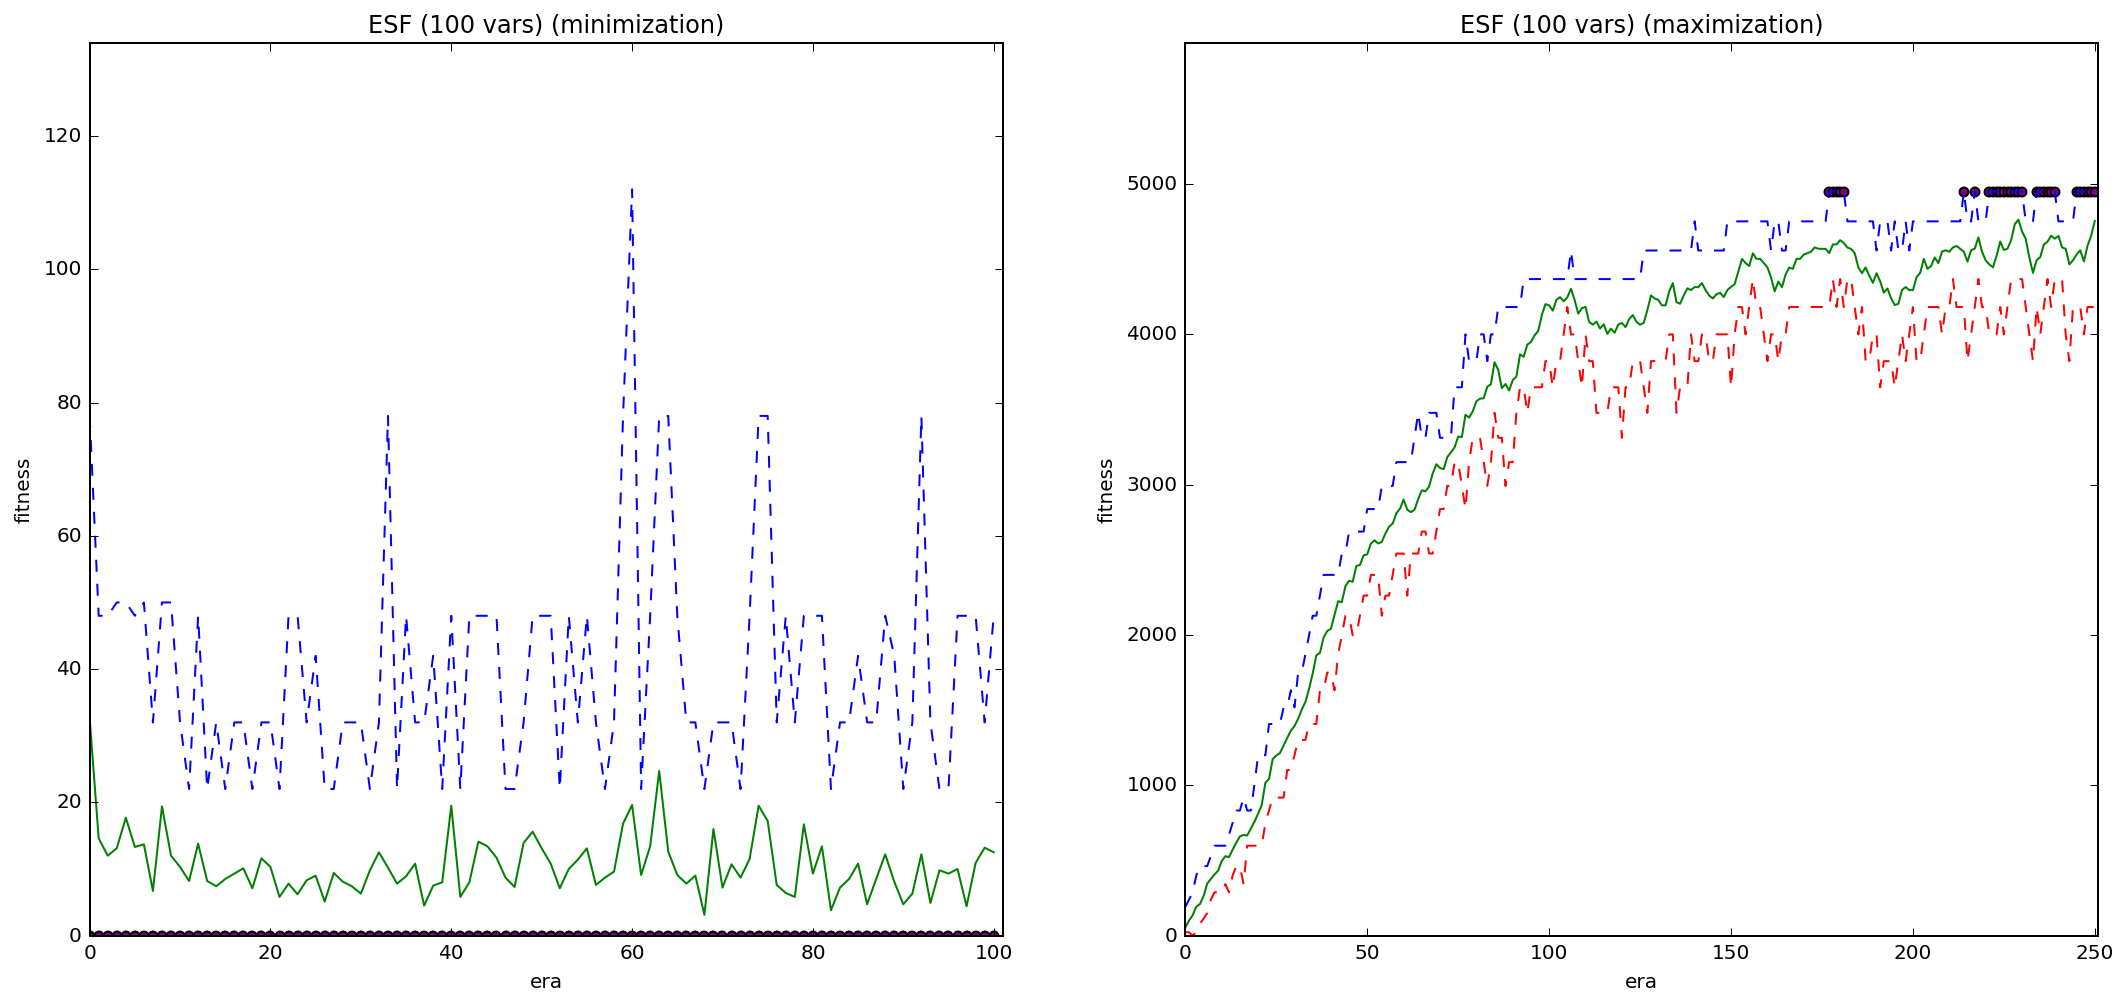 ESF (100 vars) (minimization)
120
100
80
60
40
20
0
fitness
0 20 40 60 80 100
era
ESF (100 vars) (maximization)
5000
4000
3000
2000
1000
0
fitness
0 50 100 150 200 250
era